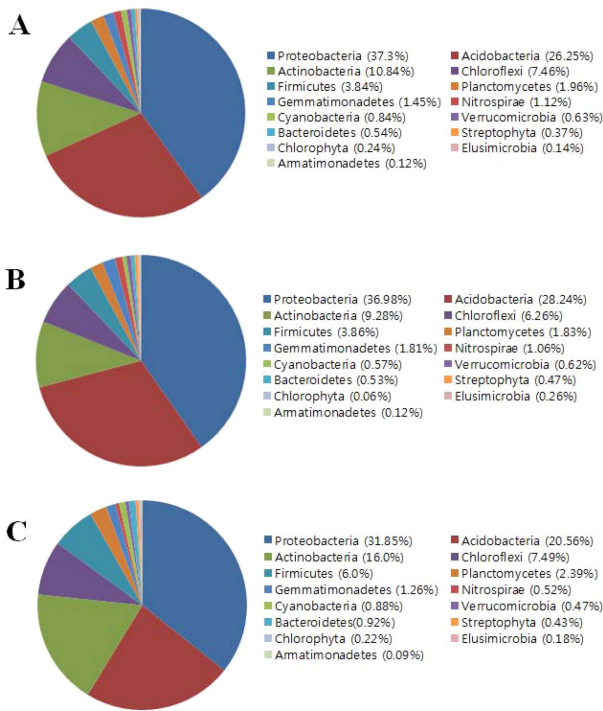 A
Proteobacteria (37.3%) Acidobacteria (26.25%)
Actinobacteria (10.84%) Chloroflexi (7.46%)
Firmicutes (3.84%) Planctomycetes (1.96%)
Gemmatimonadetes (1.45%) Nitrospirae (1.12%)
Cyanobacteria (0.84%) Verrucomicrobia (0.63%)
Bacteroidetes (0.54%) Streptophyta (0.37%)
Chlorophyta (0.24%) Elusimicrobia (0.14%)
Armatimonadetes (0.12%)
B
Proteobacteria (36.98%) Acidobacteria (28.24%)
Actinobacteria (9.28%) Chloroflexi (6.26%)
Firmicutes (3.86%) Planctomycetes (1.83%)
Gemmatimonadetes (1.81%) Nitrospirae (1.06%)
Cyanobacteria (0.57%) Verrucomicrobia (0.62%)
Bacteroidetes (0.53%) Streptophyta (0.47%)
Chlorophyta (0.06%) Elusimicrobia (0.26%)
Armatimonadetes (0.12%)
C
Proteobacteria (31.85%) Acidobacteria (20.56%)
Actinobacteria (16.0%) Chloroflexi (7.49%)
Firmicutes (6.0%) Planctomycetes (2.39%)
Gemmatimonadetes (1.26%) Nitrospirae (0.52%)
Cyanobacteria (0.88%) Verrucomicrobia (0.47%)
Bacteroidetes(0.92%) Streptophyta (0.43%)
Chlorophyta (0.22%) Elusimicrobia (0.18%)
Armatimonadetes (0.09%)